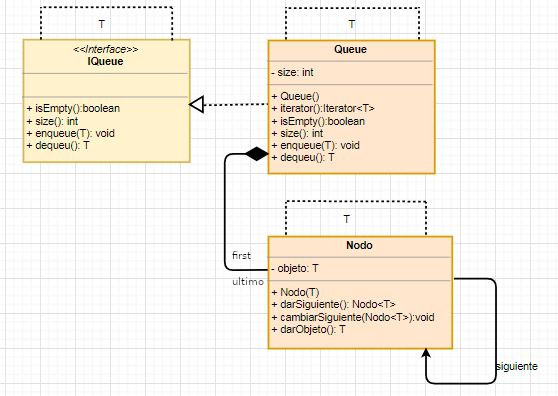 T
<<Interface>>
IQueue
+ isEmpty():boolean
+ size(): int
+ enqueue(T): void
+ dequeu(): T
T
Queue
- size: int
+ Queue()
+ iterator():Iterator<T>
+ isEmpty():boolean
+ size(): int
+ enqueue(T): void
+ dequeu(): T
first
ultimo
T
Nodo
- objeto: T
+ Nodo(T)
+ darSiguiente(): Nodo<T>
+ cambiarSiguiente(Nodo<T>):void
+ darObjeto(): T
siguiente